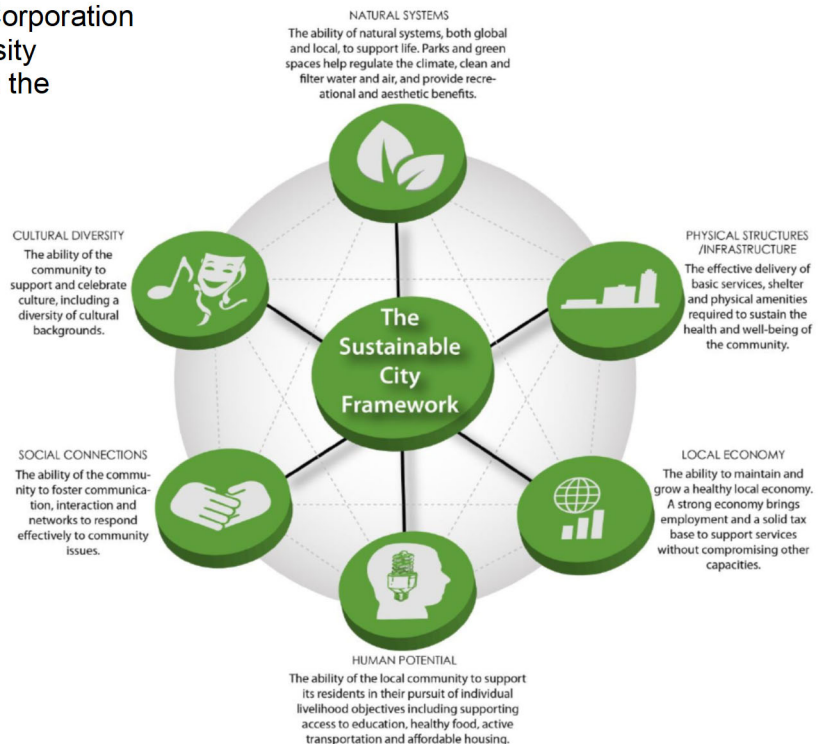 orporation
sity
the
NATURAL SYSTEMS
The ability of natural systems, both global
and local, to support life. Parks and green
spaces help regulate the climate, clean and
filter water and air, and provide recre-
ational and aesthetic benefits.
CULTURAL DIVERSITY
The ability of the
community to
support and celebrate
culture, including a
diversity of cultural
backgrounds.
PHYSICAL STRUCTURES
/INFRASTRUCTURE
The effective delivery of
basic services, shelter
and physical amenities
required to sustain the
health and well-being of
the community.
The
Sustainable
City
Framework
SOCIAL CONNECTIONS
The ability of the commu-
nity to foster communica-
tion, interaction and
networks to respond
effectively to community
issues.
LOCAL ECONOMY
The ability to maintain and
grow a healthy local economy.
A strong economy brings
employment and a solid tax
base to support services
without compromising other
capacities.
HUMAN POTENTIAL
The ability of the local community to support
its residents in their pursuit of individual
livelihood objectives including supporting
access to education, healthy food, active
transportation and affordable housing.